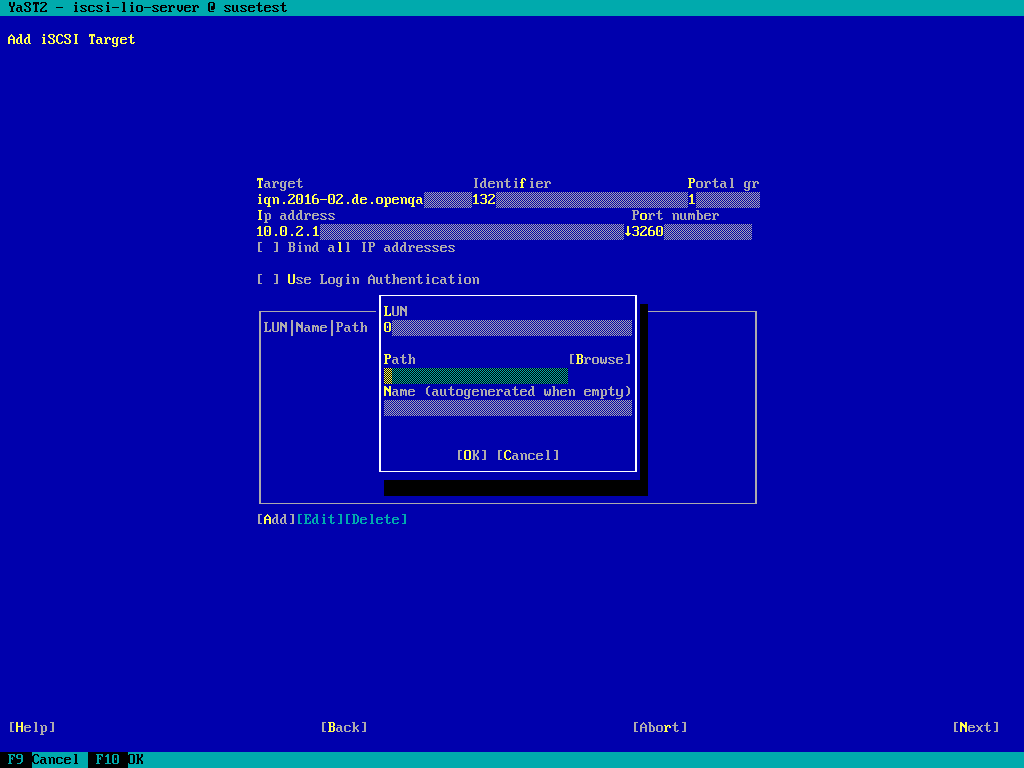 YaST2 - iscsi-lio-server @ susetest
Add iSCSI Target
Target Identifier Portal gr
iqn.2016-02.de.openqa 132 1
Ip address Port number
10.0.2.1 ↓3260
[ ] Bind all IP addresses
[ ] Use Login Authentication
LUN
LUN|Name|Path 0
Path [Browse]
Name (autogenerated when empty)
[OK] [Cancel]
[Add][Edit][Delete]
[Help] [Back] [Abort] [Next]
F9 Cancel F10 OK